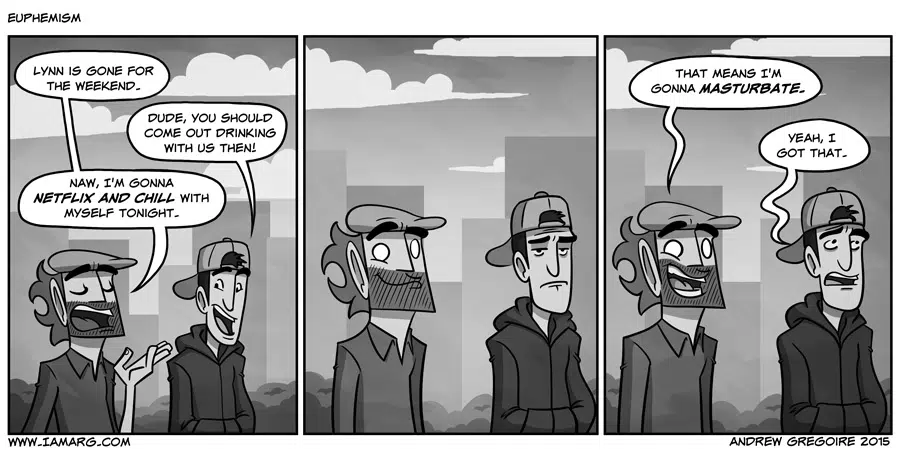 EUPHEMISM
LYNN IS GONE FOR
THE WEEKEND.
DUDE, YOU SHOULD
COME OUT DRINKING
WITH US THEN!
NAW, I'M GONNA
NETFLIX AND CHILL WITH
MYSELF TONIGHT.
THAT MEANS I'M
GONNA MASTURBATE.
YEAH, I
GOT THAT.
WWW.IAMARG.COM
ANDREW GREGOIRE 2015